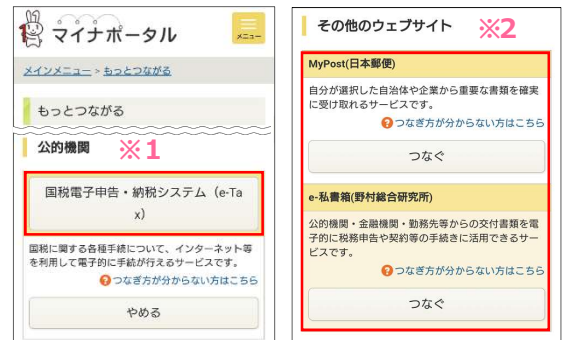 マイナポータル
メニュー
メインメニュー > もっとつながる
もっとつながる
公的機関
※1
国税電子申告・納税システム（e-Ta
x）
国税に関する各種手続について、インターネット等
を利用して電子的に手続が行えるサービスです。
?つなぎ方が分からない方はこちら
やめる
その他のウェブサイト
※2
MyPost(日本郵便)
自分が選択した自治体や企業から重要な書類を確実
に受け取れるサービスです。
?つなぎ方が分からない方はこちら
つなぐ
e-私書箱(野村総合研究所)
公的機関・金融機関・勤務先等からの交付書類を電
子的に税務申告や契約等の手続きに活用できるサー
ビスです。
?つなぎ方が分からない方はこちら
つなぐ